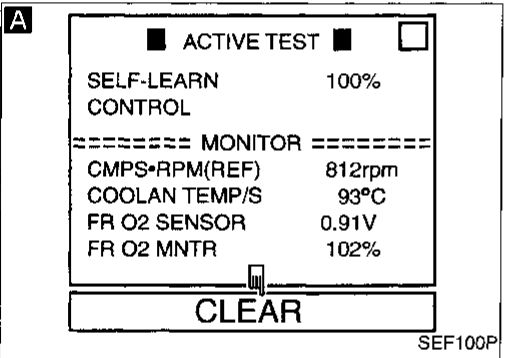 A
■ ACTIVE TEST ■
SELF-LEARN 100%
CONTROL
======== MONITOR ========
CMPS•RPM(REF) 812rpm
COOLAN TEMP/S 93°C
FR O2 SENSOR 0.91V
FR O2 MNTR 102%
CLEAR
SEF100P